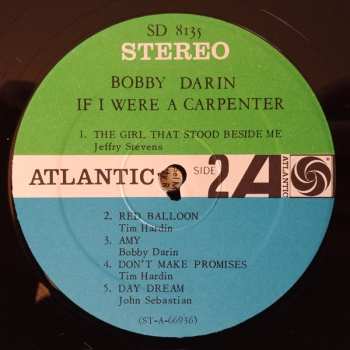 SD 8135
STEREO
BOBBY DARIN
IF I WERE A CARPENTER
1. THE GIRL THAT STOOD BESIDE ME
Jeffry Stevens
ATLANTIC SIDE 2 A ATLANTIC
2. RED BALLOON
Tim Hardin
3. AMY
Bobby Darin
4. DON'T MAKE PROMISES
Tim Hardin
5. DAY DREAM
John Sebastian
(ST-A-66936)